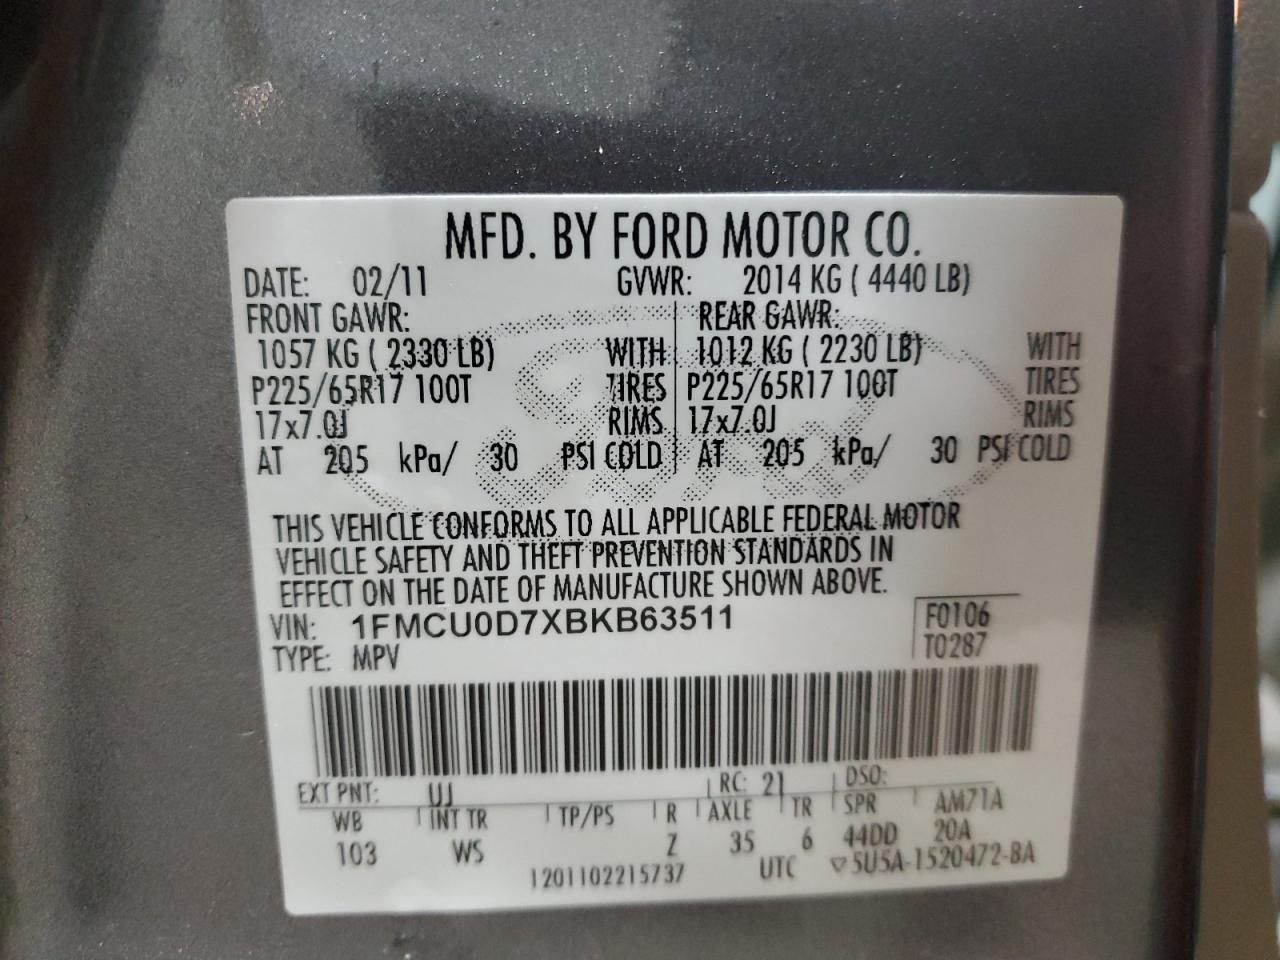 MFD. BY FORD MOTOR CO.
DATE: 02/11 GVWR: 2014 KG ( 4440 LB)
FRONT GAWR: REAR GAWR:
1057 KG ( 2330 LB) WITH 1012 KG ( 2230 LB) WITH
P225/65R17 100T TIRES P225/65R17 100T TIRES
17x7.0J RIMS 17x7.0J RIMS
AT 205 kPa/ 30 PSI COLD AT 205 kPa/ 30 PSI COLD
THIS VEHICLE CONFORMS TO ALL APPLICABLE FEDERAL MOTOR
VEHICLE SAFETY AND THEFT PREVENTION STANDARDS IN
EFFECT ON THE DATE OF MANUFACTURE SHOWN ABOVE.
VIN: 1FMCU0D7XBKB63511 F0106
TYPE: MPV T0287
EXT PNT: UJ RC: 21 DSO:
WB INT TR TP/PS R AXLE TR SPR AM71A
103 WS Z 35 6 44DD 20A
1201102215737 UTC ▽5U5A-1520472-BA
Ford